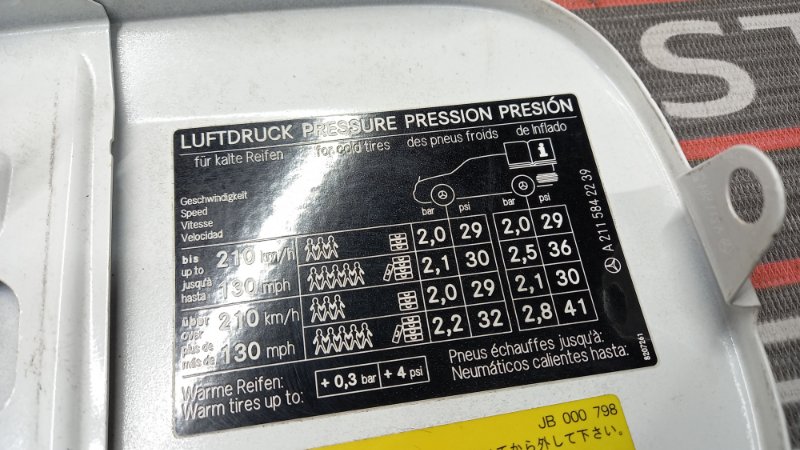 LUFTDRUCK PRESSURE PRESSION PRESIÓN
für kalte Reifen for cold tires des pneus froids de Inflado
i
Geschwindigkeit
Speed
Vitesse
Velocidad
bar psi bar psi
bis
up to
jusqu'à
hasta
210 km/h
130 mph
2,0 29 2,0 29
2,1 30 2,5 36
über
over
plus de
más de
210 km/h
130 mph
2,0 29 2,1 30
2,2 32 2,8 41
Warme Reifen:
Warm tires up to:
+ 0,3 bar + 4 psi
Pneus échauffes jusqu'à:
Neumáticos calientes hasta:
A 211 584 22 39
8207261
JB 000 798
から外して下さい。
ST